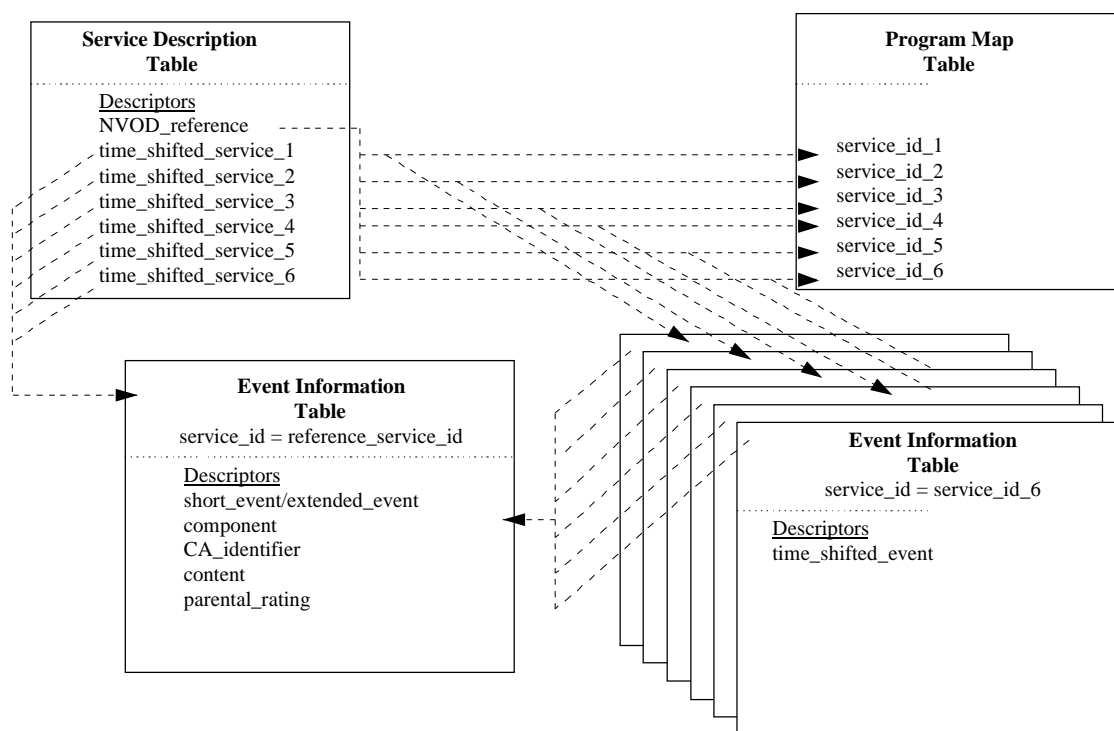 Service Description
Table
Descriptors
NVOD_reference
time_shifted_service_1
time_shifted_service_2
time_shifted_service_3
time_shifted_service_4
time_shifted_service_5
time_shifted_service_6
Program Map
Table
service_id_1
service_id_2
service_id_3
service_id_4
service_id_5
service_id_6
Event Information
Table
service_id = reference_service_id
Descriptors
short_event/extended_event
component
CA_identifier
content
parental_rating
Event Information
Table
service_id = service_id_6
Descriptors
time_shifted_event